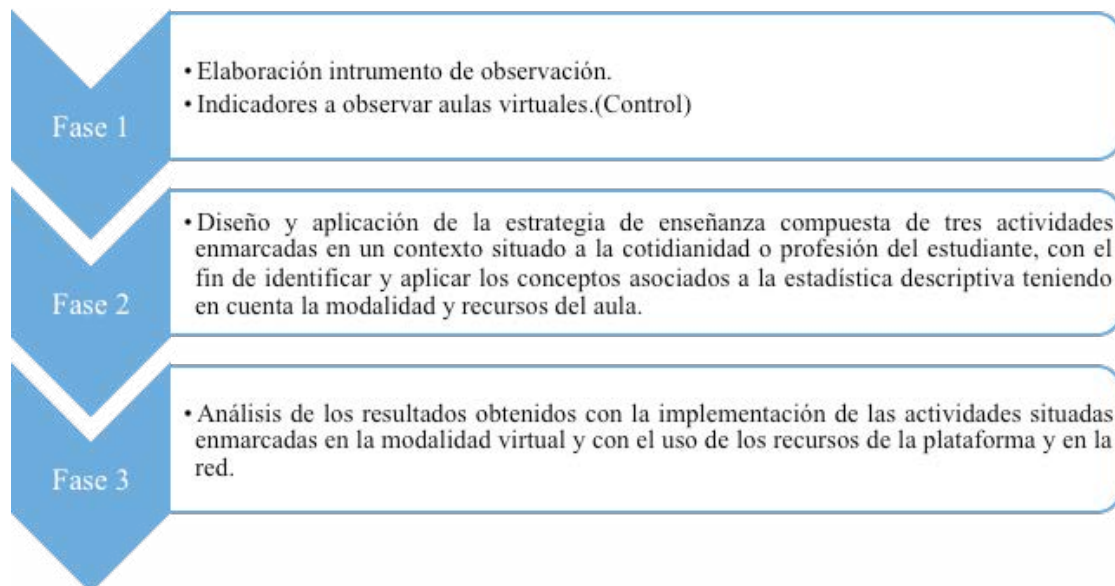 Fase 1
• Elaboración intrumento de observación.
• Indicadores a observar aulas virtuales.(Control)
Fase 2
• Diseño y aplicación de la estrategia de enseñanza compuesta de tres actividades
enmarcadas en un contexto situado a la cotidianidad o profesión del estudiante, con el
fin de identificar y aplicar los conceptos asociados a la estadística descriptiva teniendo
en cuenta la modalidad y recursos del aula.
Fase 3
• Análisis de los resultados obtenidos con la implementación de las actividades situadas
enmarcadas en la modalidad virtual y con el uso de los recursos de la plataforma y en la
red.